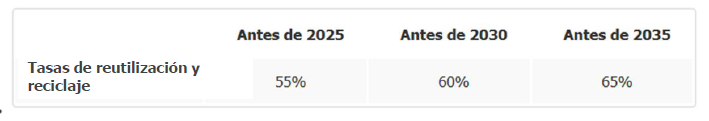 Antes de 2025 Antes de 2030 Antes de 2035
Tasas de reutilización y
reciclaje 55% 60% 65%